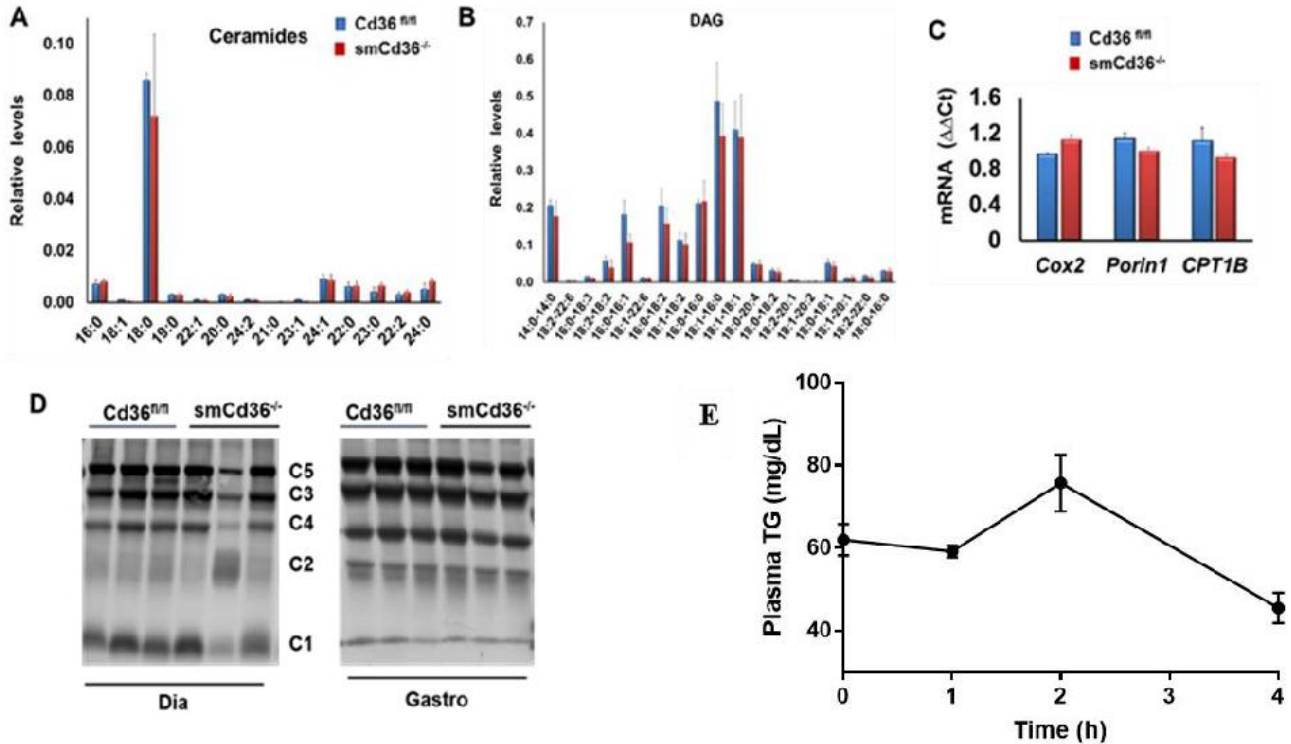 A
Ceramides
Cd36 fl/fl
smCd36-/-
Relative levels
0.10
0.08
0.06
0.04
0.02
0.00
16:0 18:1 18:0 19:0 22:1 20:0 24:2 21:0 23:1 24:1 22:0 23:0 22:2 24:0
B
DAG
Relative levels
0.7
0.6
0.5
0.4
0.3
0.2
0.1
0.0
14:0-14:0 18:2-22:6 16:0-18:3 18:2-18:2 16:0-16:1 18:1-22:6 16:0-18:2 18:1-18:2 16:0-16:0 18:1-16:0 18:1-18:1 18:0-20:4 18:0-18:2 18:2-20:1 18:1-20:2 18:0-18:1 18:1-20:1 18:2-22:0 18:0-16:0
C
Cd36 fl/fl
smCd36-/-
mRNA (ΔΔCt)
1.6
1.2
0.8
0.4
0
Cox2 Porin1 CPT1B
D
Cd36fl/fl smCd36-/- Cd36fl/fl smCd36-/-
C5
C3
C4
C2
C1
Dia Gastro
E
Plasma TG (mg/dL)
100
80
60
40
0 1 2 3 4
Time (h)